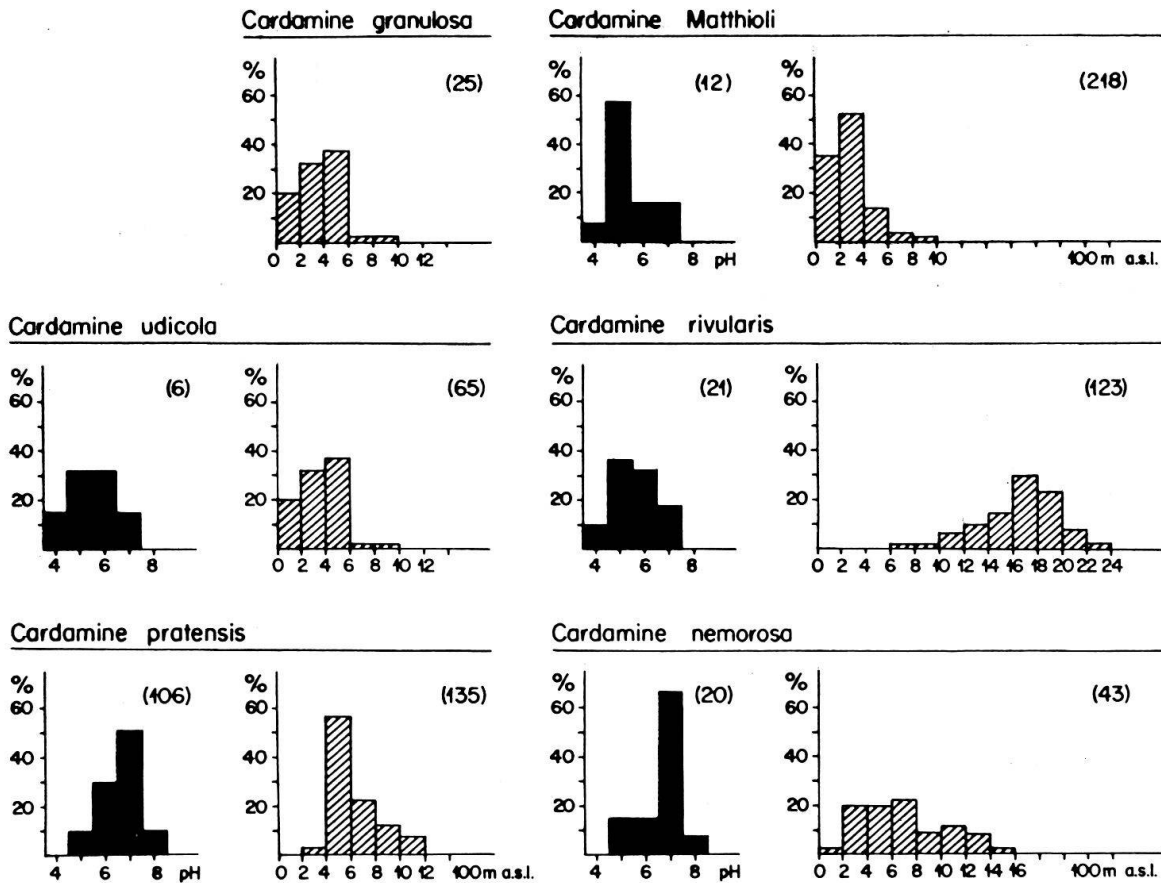 Cardamine granulosa
% (25)
60
40
20
0 2 4 6 8 10 12
Cardamine Matthioli
% (12)
60
40
20
4 6 pH 8
% (218)
60
40
20
0 2 4 6 8 10 100 m a.s.l.
Cardamine udicola
% (6)
60
40
20
4 6 8
% (65)
60
40
20
0 2 4 6 8 10 12
Cardamine rivularis
% (21)
60
40
20
4 6 8
% (123)
60
40
20
0 2 4 6 8 10 12 14 16 18 20 22 24
Cardamine pratensis
% (106)
60
40
20
4 6 8 pH
% (135)
60
40
20
0 2 4 6 8 10 12 100 m a.s.l.
Cardamine nemorosa
% (20)
60
40
20
4 6 8 pH
% (43)
60
40
20
0 2 4 6 8 10 12 14 16 100 m a.s.l.